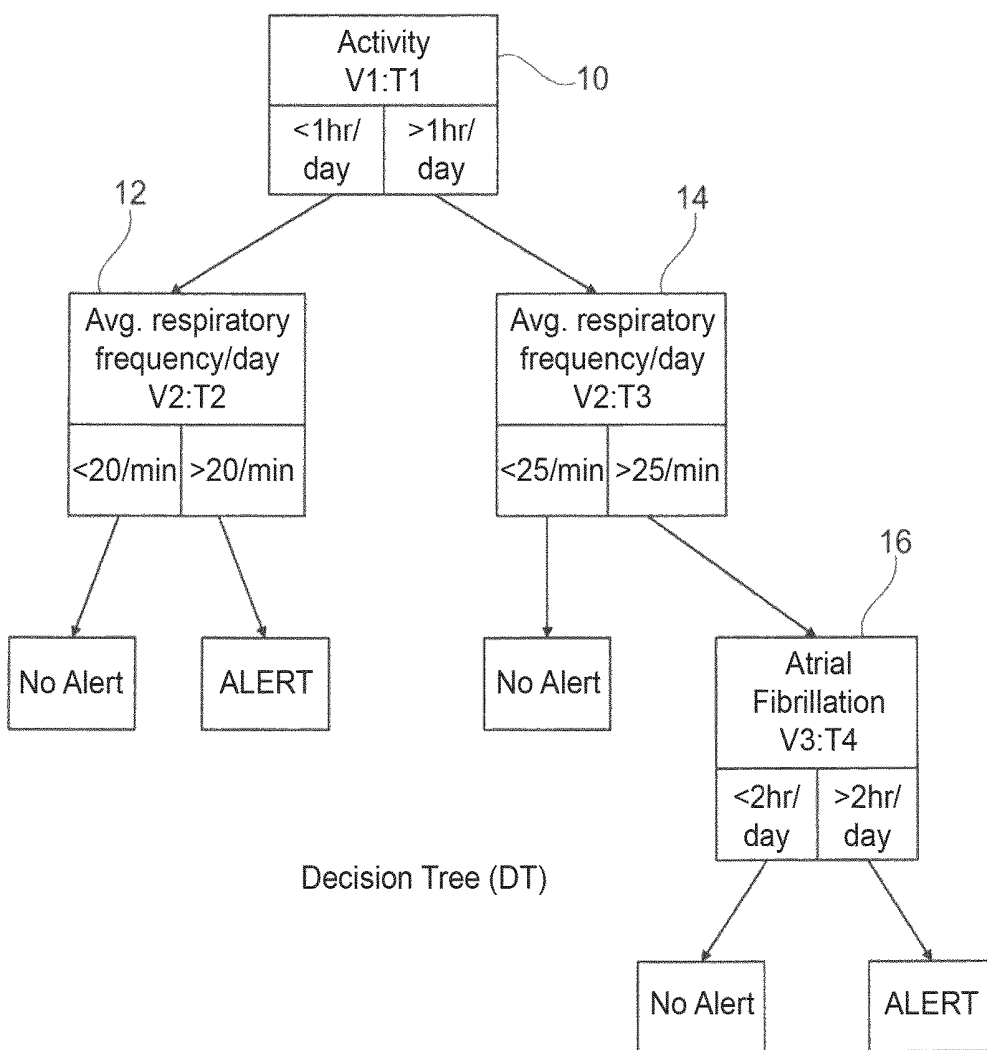 Activity
V1:T1
10
<1hr/
day
>1hr/
day
12
14
Avg. respiratory
frequency/day
V2:T2
<20/min
>20/min
Avg. respiratory
frequency/day
V2:T3
<25/min
>25/min
16
No Alert
ALERT
No Alert
Atrial
Fibrillation
V3:T4
<2hr/
day
>2hr/
day
Decision Tree (DT)
No Alert
ALERT